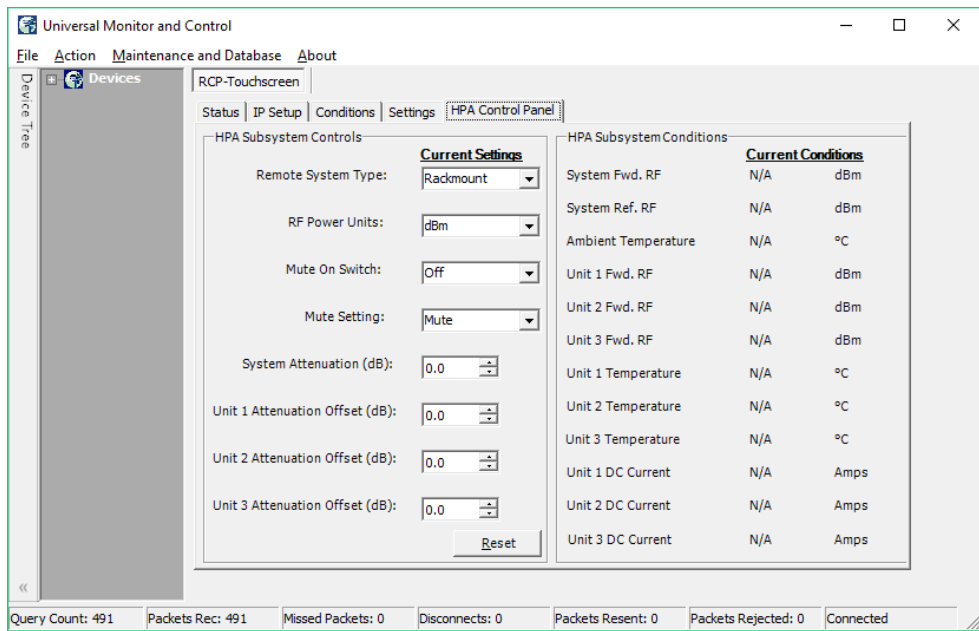 Universal Monitor and Control
File Action Maintenance and Database About
Device Tree
Devices
RCP-Touchscreen
Status IP Setup Conditions Settings HPA Control Panel
HPA Subsystem Controls
Current Settings
Remote System Type: Rackmount
RF Power Units: dBm
Mute On Switch: Off
Mute Setting: Mute
System Attenuation (dB): 0.0
Unit 1 Attenuation Offset (dB): 0.0
Unit 2 Attenuation Offset (dB): 0.0
Unit 3 Attenuation Offset (dB): 0.0
Reset
HPA Subsystem Conditions
Current Conditions
System Fwd. RF N/A dBm
System Ref. RF N/A dBm
Ambient Temperature N/A °C
Unit 1 Fwd. RF N/A dBm
Unit 2 Fwd. RF N/A dBm
Unit 3 Fwd. RF N/A dBm
Unit 1 Temperature N/A °C
Unit 2 Temperature N/A °C
Unit 3 Temperature N/A °C
Unit 1 DC Current N/A Amps
Unit 2 DC Current N/A Amps
Unit 3 DC Current N/A Amps
Query Count: 491 Packets Rec: 491 Missed Packets: 0 Disconnects: 0 Packets Resent: 0 Packets Rejected: 0 Connected